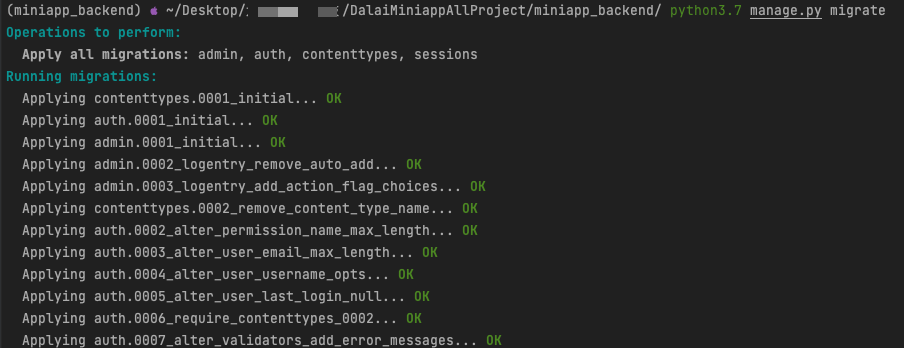 (miniapp_backend) ~/Desktop/ /DalaiMiniappAllProject/miniapp_backend/ python3.7 manage.py migrate
Operations to perform:
  Apply all migrations: admin, auth, contenttypes, sessions
Running migrations:
  Applying contenttypes.0001_initial... OK
  Applying auth.0001_initial... OK
  Applying admin.0001_initial... OK
  Applying admin.0002_logentry_remove_auto_add... OK
  Applying admin.0003_logentry_add_action_flag_choices... OK
  Applying contenttypes.0002_remove_content_type_name... OK
  Applying auth.0002_alter_permission_name_max_length... OK
  Applying auth.0003_alter_user_email_max_length... OK
  Applying auth.0004_alter_user_username_opts... OK
  Applying auth.0005_alter_user_last_login_null... OK
  Applying auth.0006_require_contenttypes_0002... OK
  Applying auth.0007_alter_validators_add_error_messages... OK